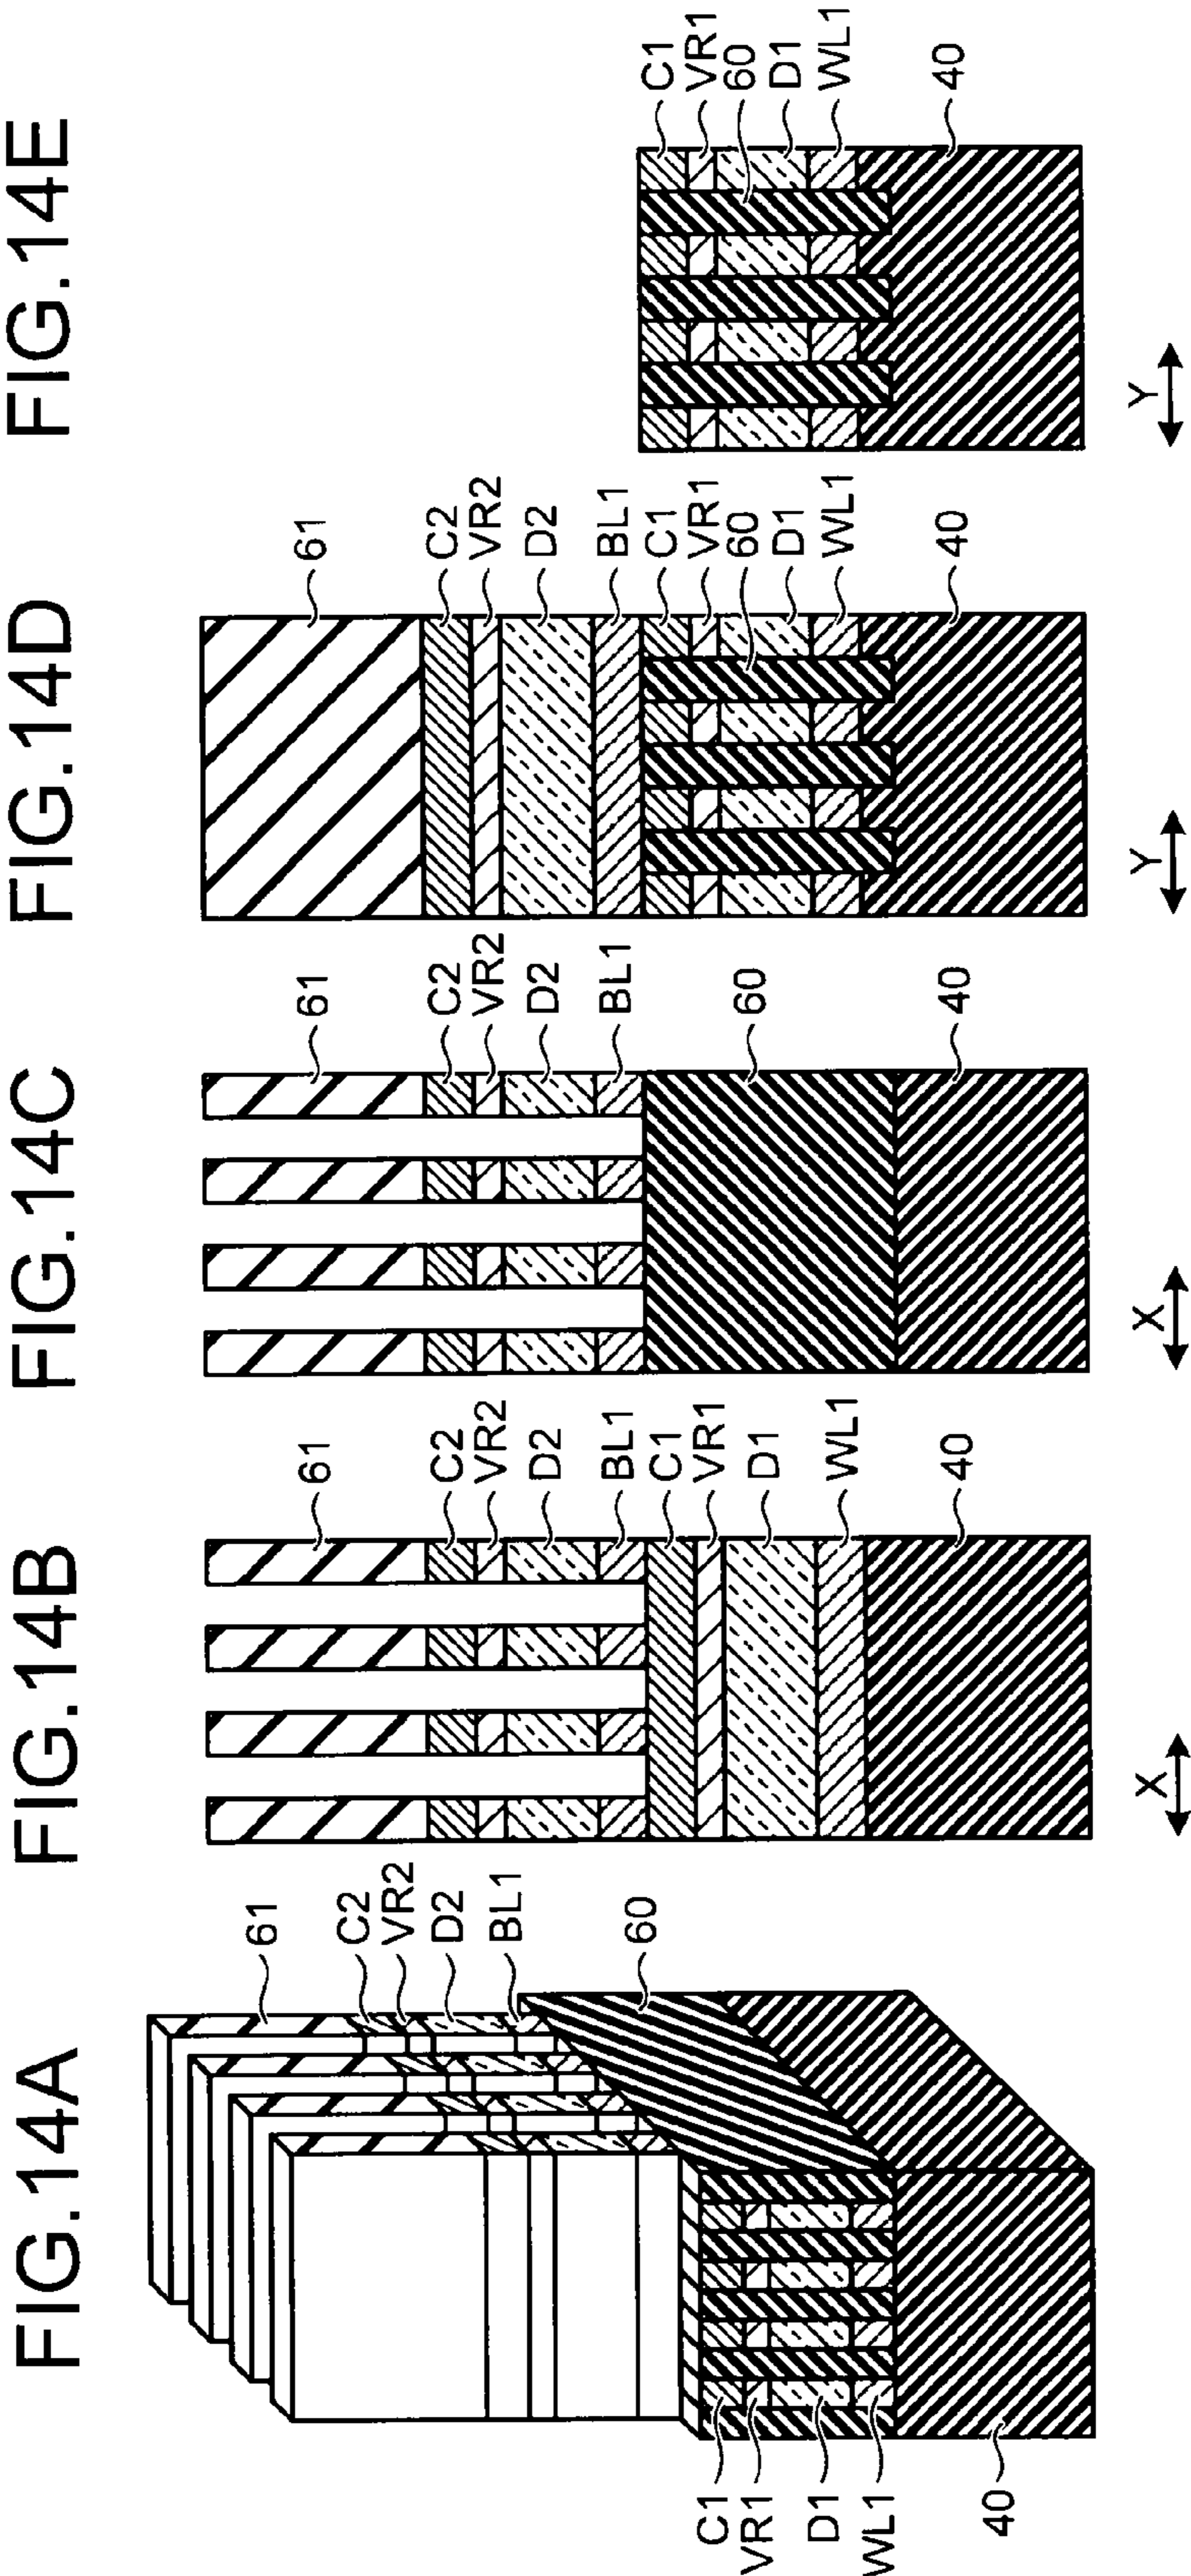 FIG.14A
61
C2
VR2
D2
BL1
60
C1
VR1
D1
WL1
40
FIG.14B
61
C2
VR2
D2
BL1
C1
VR1
D1
WL1
40
X
FIG.14C
61
C2
VR2
D2
BL1
60
40
X
FIG.14D
61
C2
VR2
D2
BL1
C1
VR1
60
D1
WL1
40
Y
FIG.14E
C1
VR1
60
D1
WL1
40
Y